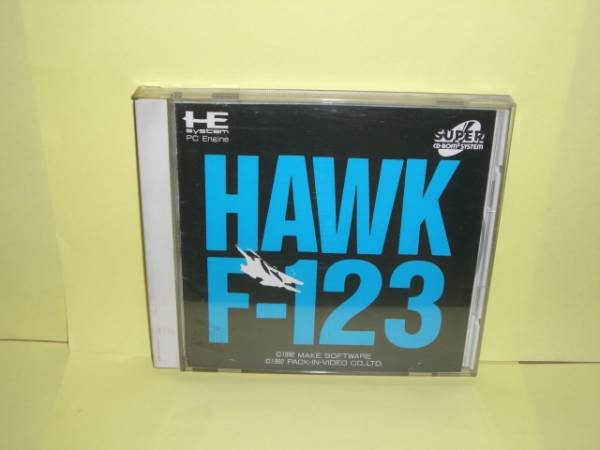 HE
system
PC Engine
SUPER
CD-ROM² SYSTEM
HAWK
F-123
©1992 MAKE SOFTWARE
©1992 PACK-IN-VIDEO CO.,LTD.